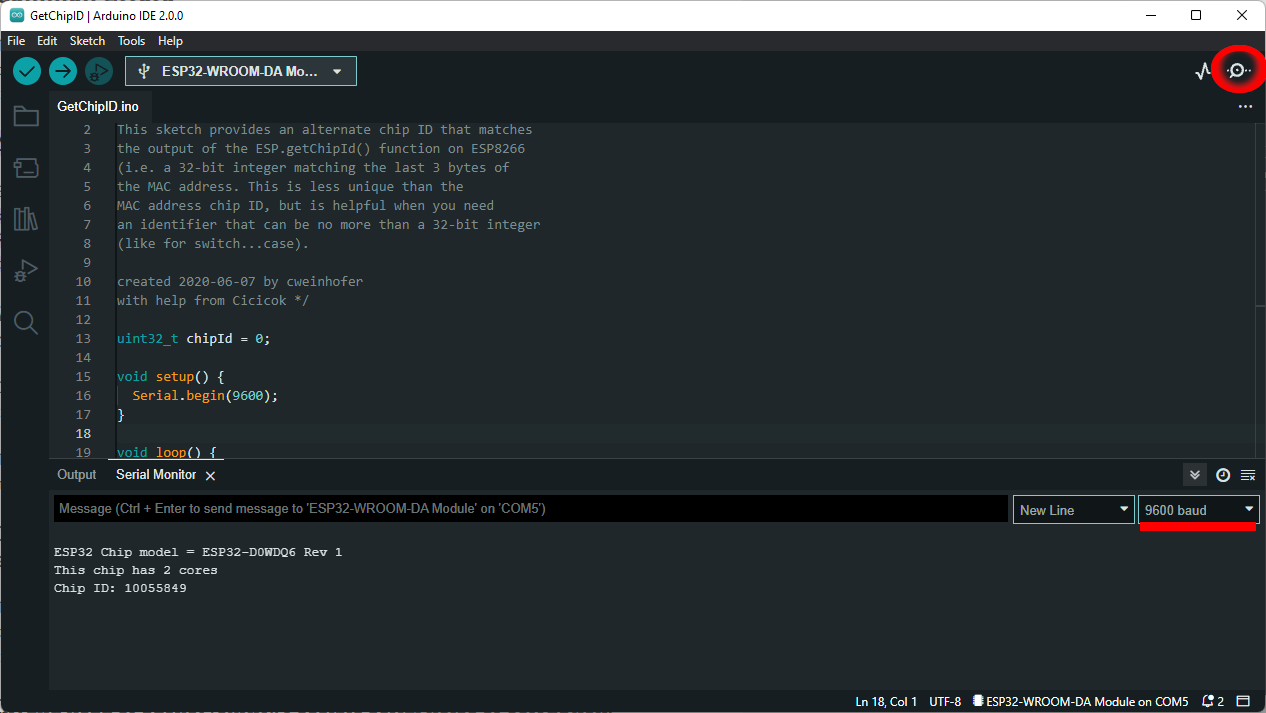 GetChipID | Arduino IDE 2.0.0
File Edit Sketch Tools Help
ESP32-WROOM-DA Mo...
GetChipID.ino
2 This sketch provides an alternate chip ID that matches
3 the output of the ESP.getChipId() function on ESP8266
4 (i.e. a 32-bit integer matching the last 3 bytes of
5 the MAC address. This is less unique than the
6 MAC address chip ID, but is helpful when you need
7 an identifier that can be no more than a 32-bit integer
8 (like for switch...case).
9
10 created 2020-06-07 by cweinhofer
11 with help from Cicicok */
12
13 uint32_t chipId = 0;
14
15 void setup() {
16 Serial.begin(9600);
17 }
18
19 void loop() {
Output Serial Monitor
Message (Ctrl + Enter to send message to 'ESP32-WROOM-DA Module' on 'COM5') New Line 9600 baud
ESP32 Chip model = ESP32-D0WDQ6 Rev 1
This chip has 2 cores
Chip ID: 10055849
Ln 18, Col 1 UTF-8 ESP32-WROOM-DA Module on COM5 2